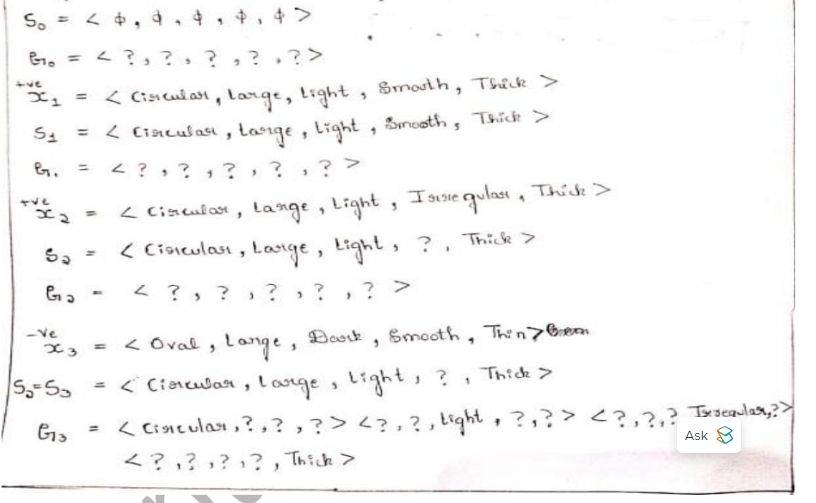 S₀ = < ф, ф, ф, ф, ф >
G₀ = < ?, ?, ?, ?, ? >
+ve x₁ = < Circular, Large, Light, Smooth, Thick >
S₁ = < Circular, Large, Light, Smooth, Thick >
G₁ = < ?, ?, ?, ?, ? >
+ve x₂ = < Circular, Large, Light, Irregular, Thick >
S₂ = < Circular, Large, Light, ?, Thick >
G₂ = < ?, ?, ?, ?, ? >
-ve x₃ = < Oval, Large, Dark, Smooth, Thin >
S₂=S₃ = < Circular, Large, Light, ?, Thick >
G₃ = < Circular, ?, ?, ? > < ?, ?, Light, ?, ? > < ?, ?, ? Irregular, ? >
< ?, ?, ?, ?, Thick >
Ask